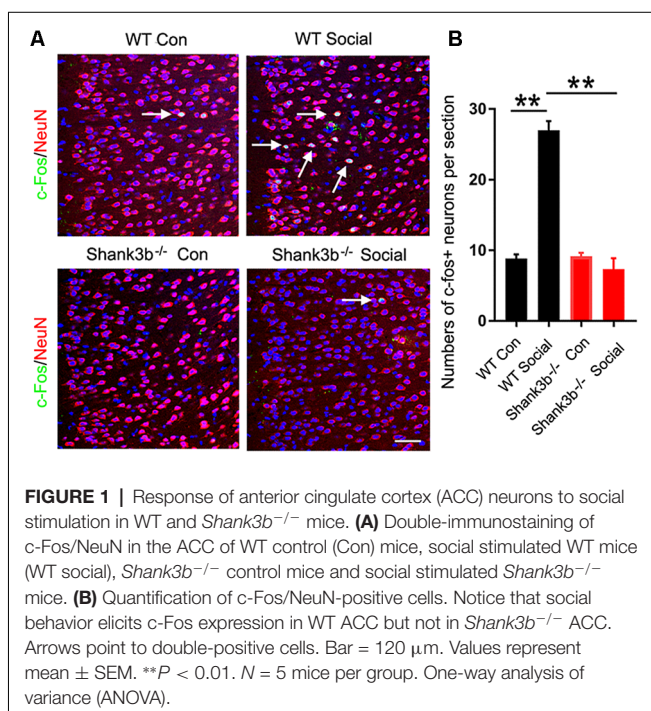 A
WT Con
WT Social
c-Fos/NeuN
Shank3b-/- Con
Shank3b-/- Social
c-Fos/NeuN
B
**
**
Numbers of c-fos+ neurons per section
30
20
10
0
WT Con
WT Social
Shank3b-/- Con
Shank3b-/- Social
FIGURE 1 | Response of anterior cingulate cortex (ACC) neurons to social
stimulation in WT and Shank3b−/− mice. (A) Double-immunostaining of
c-Fos/NeuN in the ACC of WT control (Con) mice, social stimulated WT mice
(WT social), Shank3b−/− control mice and social stimulated Shank3b−/−
mice. (B) Quantification of c-Fos/NeuN-positive cells. Notice that social
behavior elicits c-Fos expression in WT ACC but not in Shank3b−/− ACC.
Arrows point to double-positive cells. Bar = 120 μm. Values represent
mean ± SEM. **P < 0.01. N = 5 mice per group. One-way analysis of
variance (ANOVA).